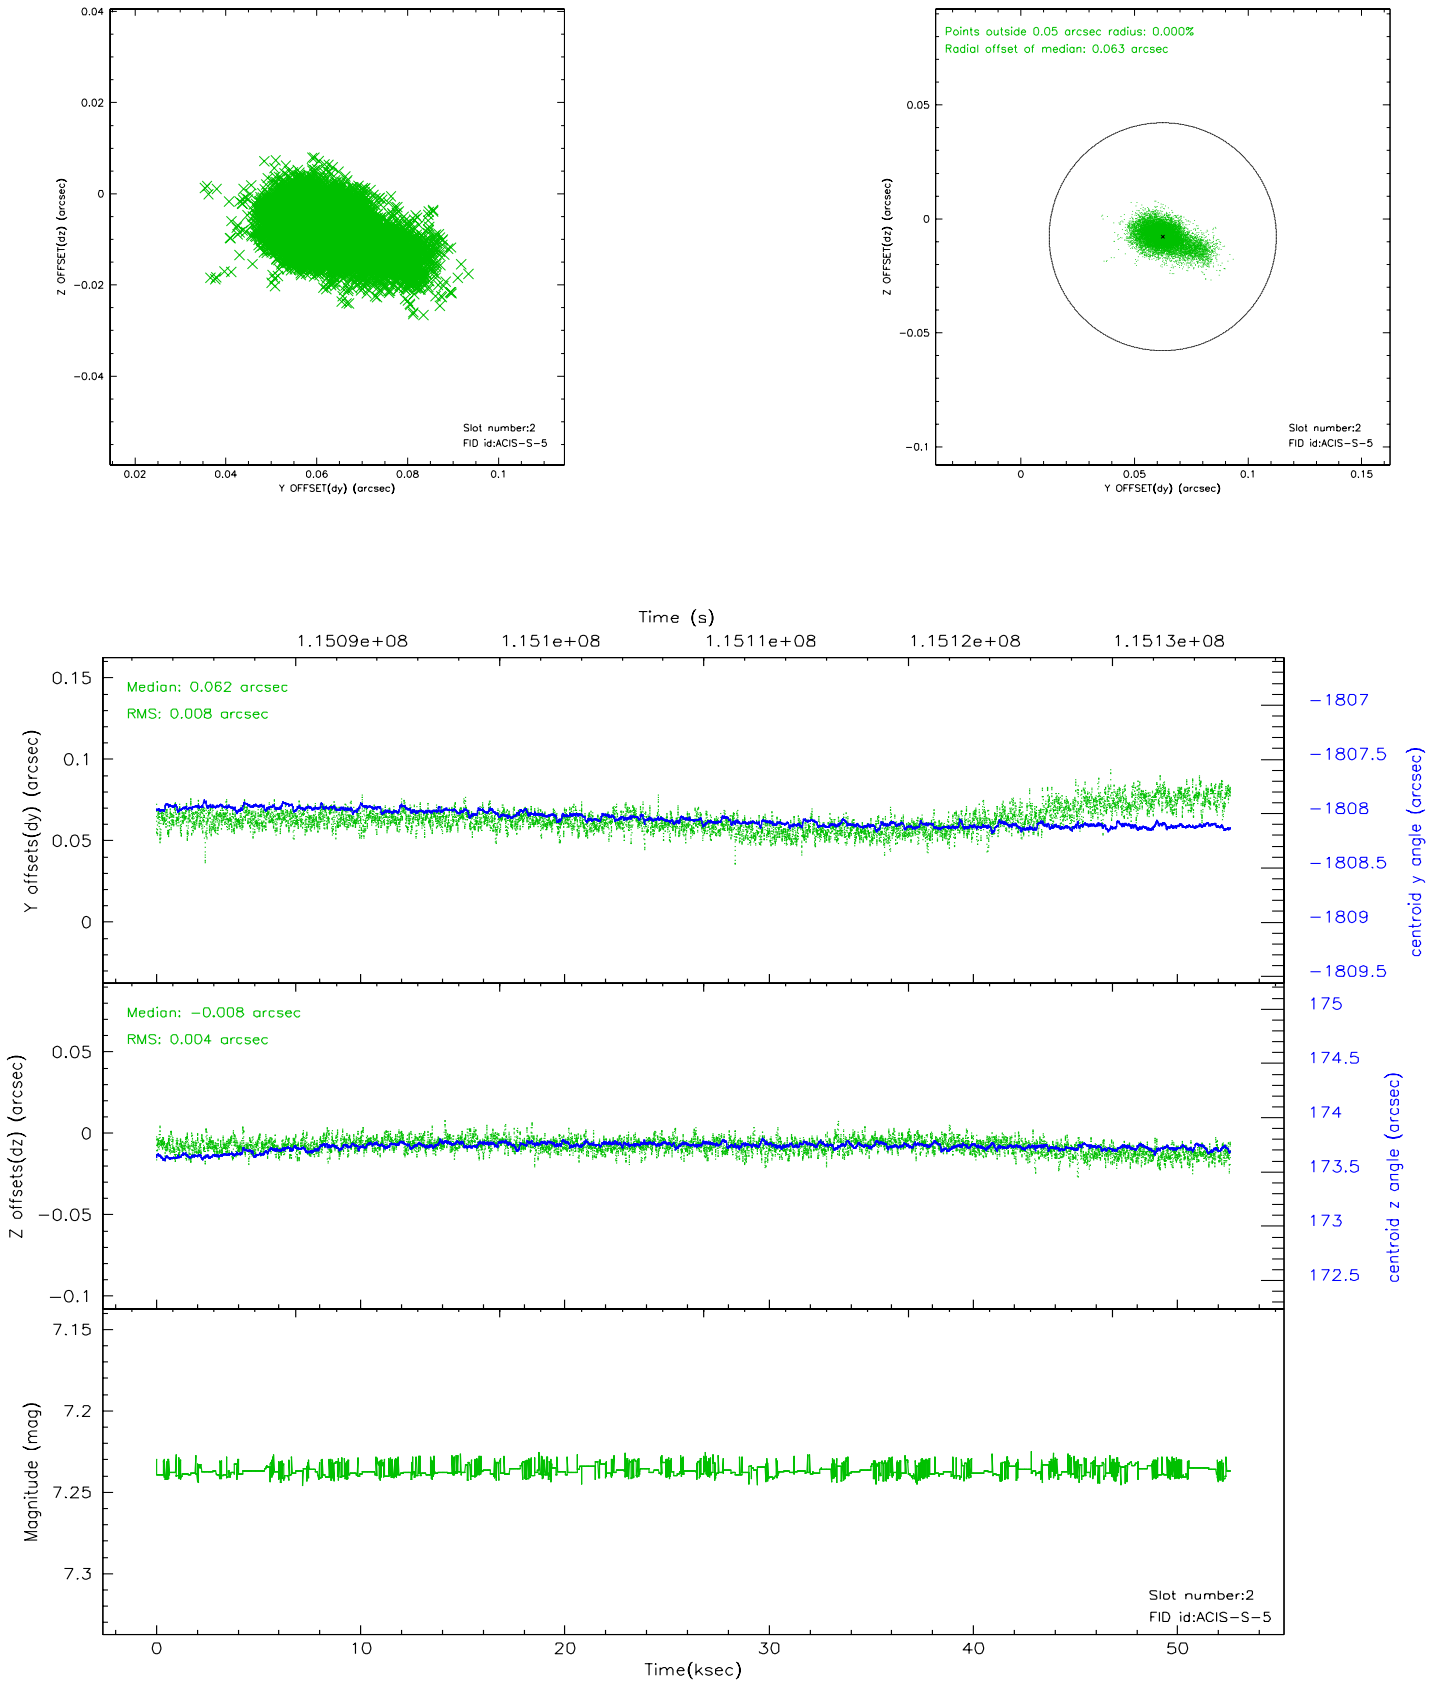 0.04
0.02
0
−0.02
−0.04
Z OFFSET(dz) (arcsec)
Slot number:2
FID id:ACIS−S−5
0.02 0.04 0.06 0.08 0.1
Y OFFSET(dy) (arcsec)
Points outside 0.05 arcsec radius: 0.000%
Radial offset of median: 0.063 arcsec
0.05
0
−0.05
−0.1
Z OFFSET(dz) (arcsec)
Slot number:2
FID id:ACIS−S−5
0 0.05 0.1 0.15
Y OFFSET(dy) (arcsec)
Time (s)
1.1509e+08 1.151e+08 1.1511e+08 1.1512e+08 1.1513e+08
Median: 0.062 arcsec
RMS: 0.008 arcsec
0.15
0.1
0.05
0
Y offsets(dy) (arcsec)
−1807
−1807.5
−1808
−1808.5
−1809
−1809.5
centroid y angle (arcsec)
Median: −0.008 arcsec
RMS: 0.004 arcsec
0.05
0
−0.05
−0.1
Z offsets(dz) (arcsec)
175
174.5
174
173.5
173
172.5
centroid z angle (arcsec)
7.15
7.2
7.25
7.3
Magnitude (mag)
Slot number:2
FID id:ACIS−S−5
0 10 20 30 40 50
Time(ksec)